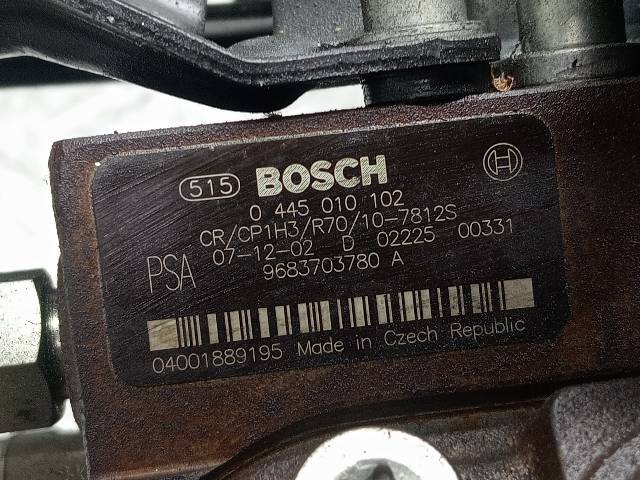 515 BOSCH
0 445 010 102
CR/CP1H3/R70/10-7812S
07-12-02 D 02225 00331
PSA 9683703780 A
04001889195 Made in Czech Republic